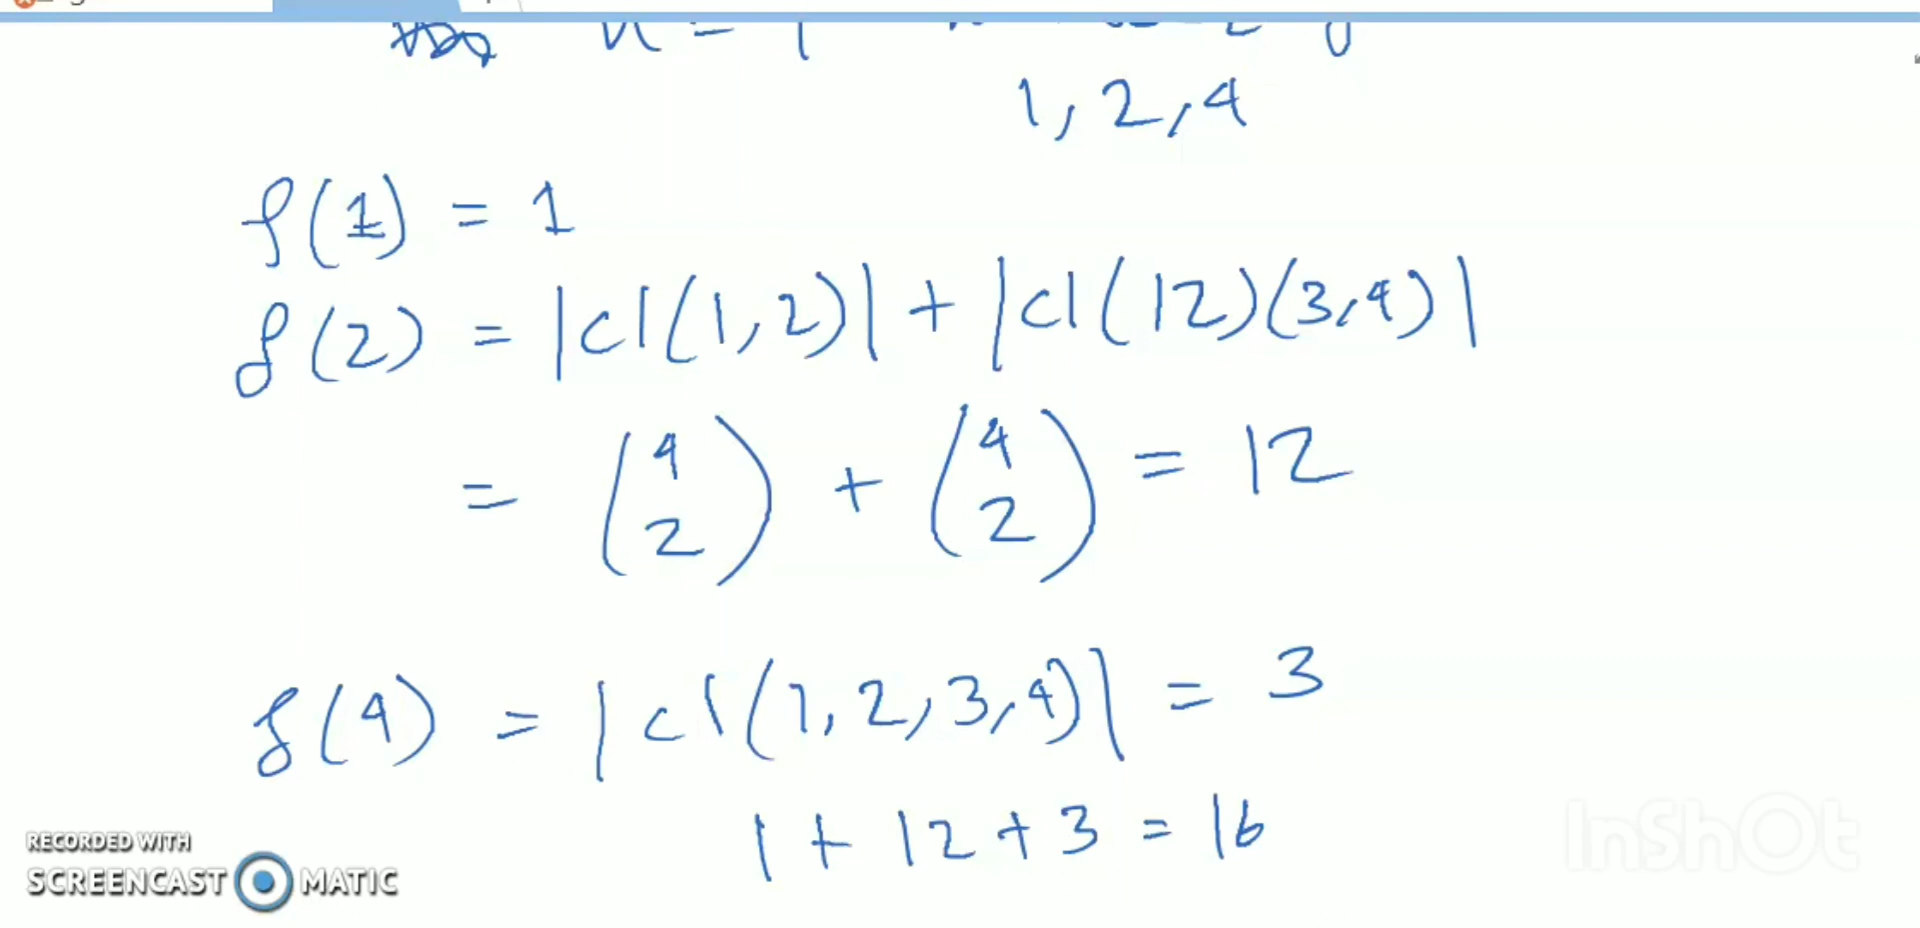 1, 2, 4
f(1) = 1
f(2) = |cl(1,2)| + |cl(12)(3,4)|
= (4 2) + (4 2) = 12
f(4) = |cl(1,2,3,4)| = 3
1 + 12 + 3 = 16
RECORDED WITH
SCREENCAST MATIC
InShOt